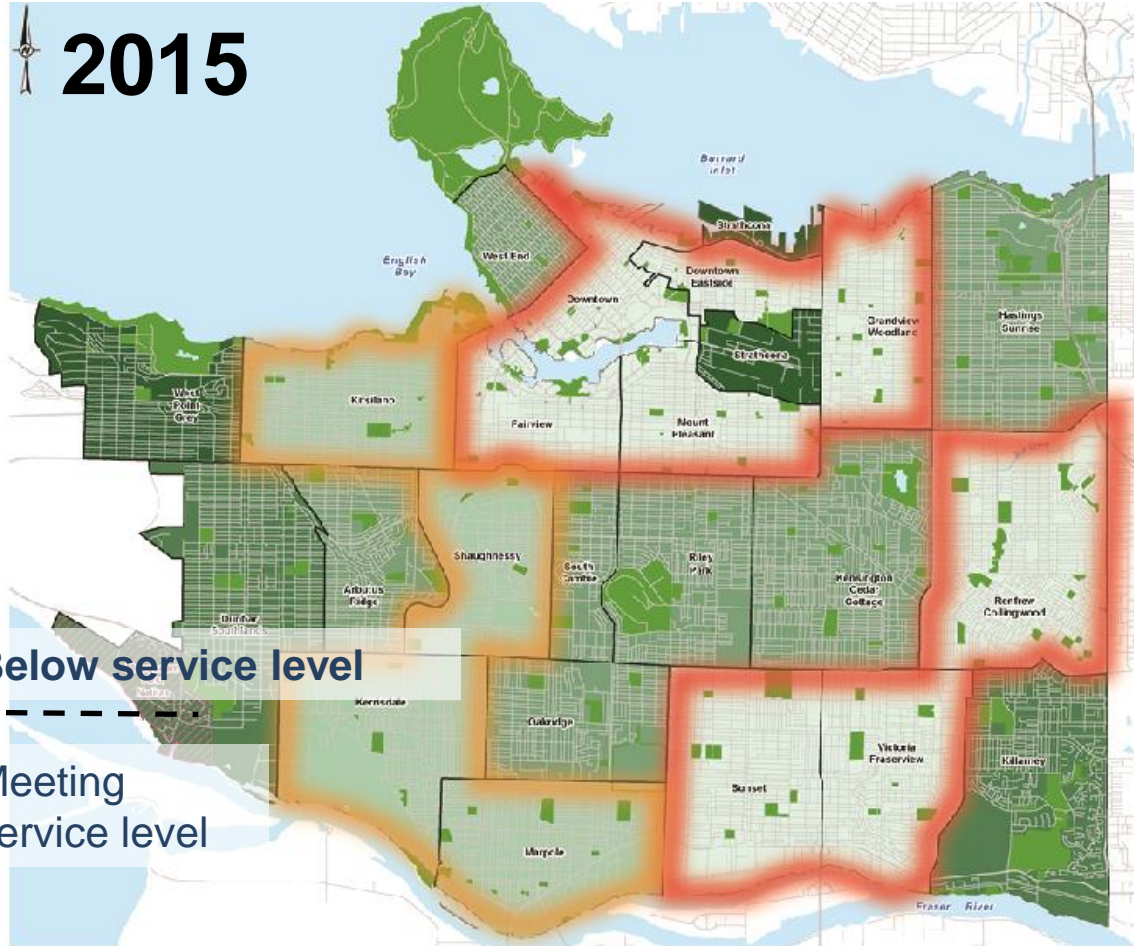 2015
N
Burrard
Inlet
Strathcona
West End
English
Bay
Downtown
Eastside
Downtown
Grandview
Woodland
Hastings
Sunrise
Strathcona
West
Point
Grey
Kitsilano
Fairview
Mount
Pleasant
Shaughnessy
South
Cambie
Riley
Park
Kensington
Cedar
Cottage
Arbutus
Ridge
Renfrew
Collingwood
Dunbar
Southlands
Below service level
Kerrisdale
Oakridge
Victoria
Fraserview
Killarney
Meeting
service level
Sunset
Marpole
Fraser River